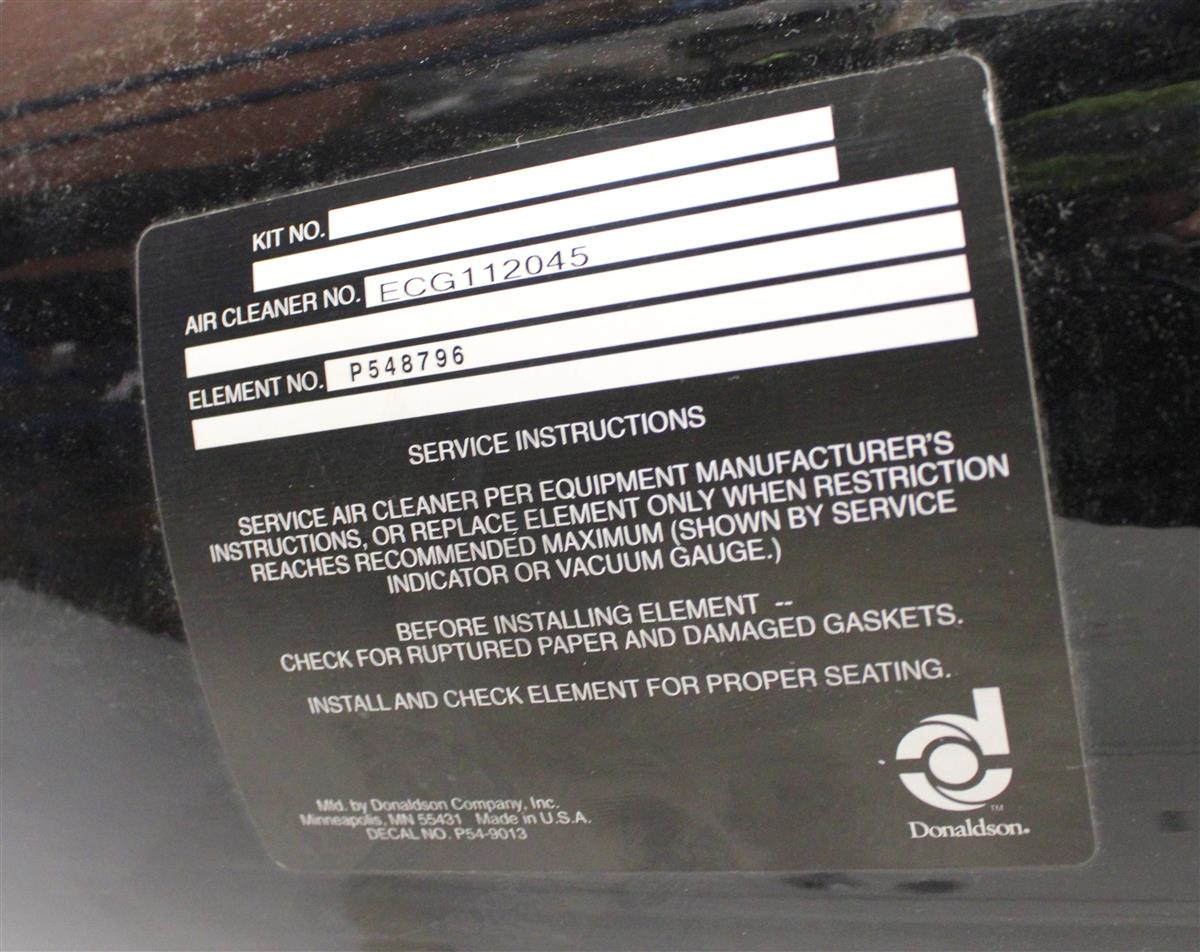 KIT NO.
AIR CLEANER NO. ECG112045
ELEMENT NO. P548796
SERVICE INSTRUCTIONS
SERVICE AIR CLEANER PER EQUIPMENT MANUFACTURER'S
INSTRUCTIONS, OR REPLACE ELEMENT ONLY WHEN RESTRICTION
REACHES RECOMMENDED MAXIMUM (SHOWN BY SERVICE
INDICATOR OR VACUUM GAUGE.)
BEFORE INSTALLING ELEMENT --
CHECK FOR RUPTURED PAPER AND DAMAGED GASKETS.
INSTALL AND CHECK ELEMENT FOR PROPER SEATING.
Mfd. by Donaldson Company, Inc.
Minneapolis, MN 55431 Made in U.S.A.
DECAL NO. P54-9013
d
TM
Donaldson.